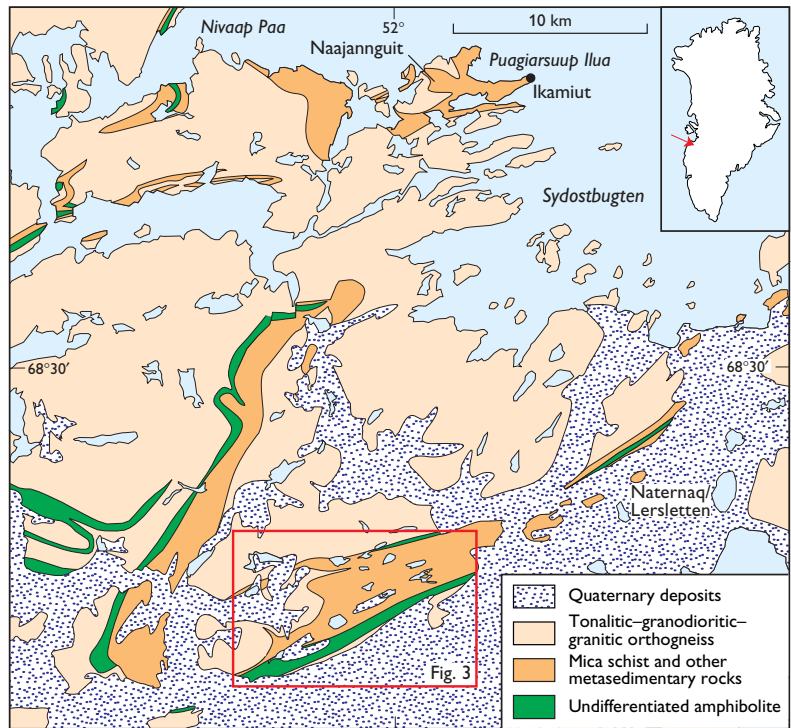 Nivaap Paa
52°
10 km
Naajannguit
Puagiarsuup Ilua
Ikamiut
Sydostbugten
68°30′
68°30′
Naternaq/
Lersletten
Fig. 3
Quaternary deposits
Tonalitic–granodioritic–
granitic orthogneiss
Mica schist and other
metasedimentary rocks
Undifferentiated amphibolite